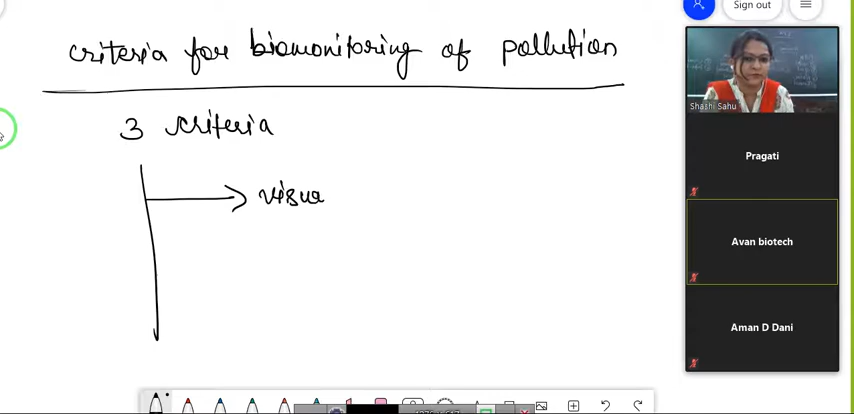 Sign out
criteria for biomonitoring of pollution
3 criteria
visua
Shashi Sahu
Pragati
Avan biotech
Aman D Dani